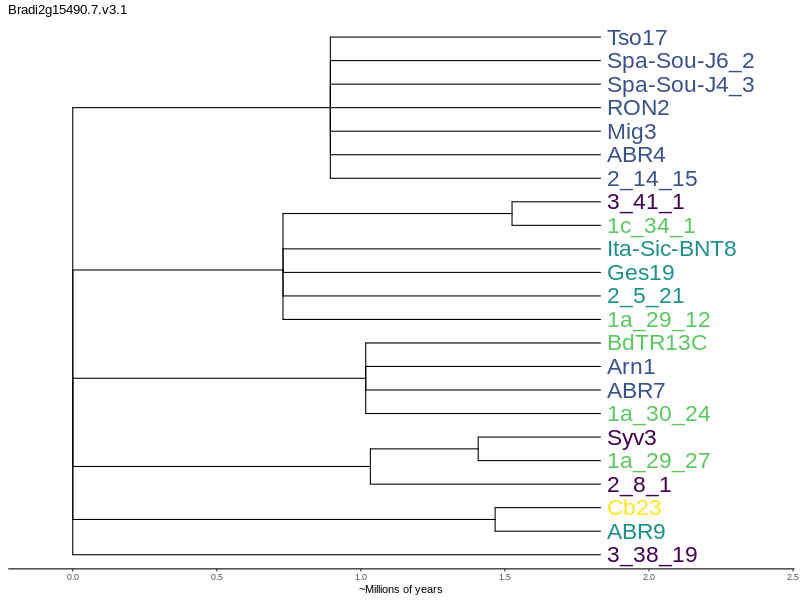 Bradi2g15490.7.v3.1
Tso17
Spa-Sou-J6_2
Spa-Sou-J4_3
RON2
Mig3
ABR4
2_14_15
3_41_1
1c_34_1
Ita-Sic-BNT8
Ges19
2_5_21
1a_29_12
BdTR13C
Arn1
ABR7
1a_30_24
Syv3
1a_29_27
2_8_1
Cb23
ABR9
3_38_19
0.0 0.5 1.0 1.5 2.0 2.5
~Millions of years